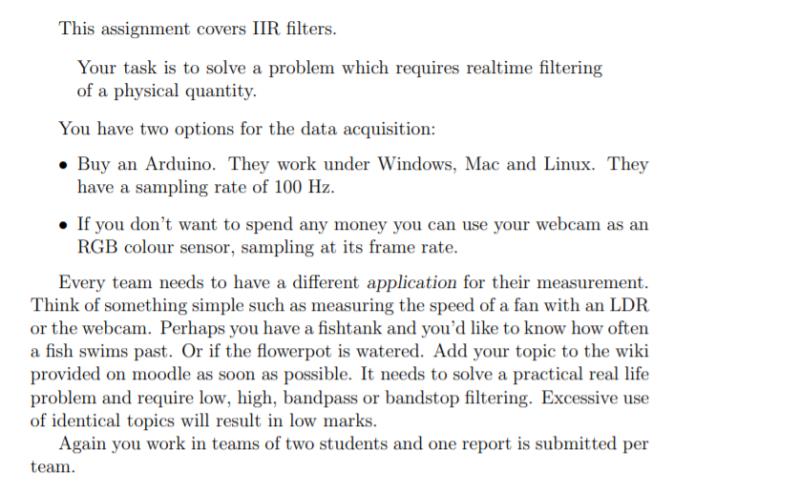 This assignment covers IIR filters.
Your task is to solve a problem which requires realtime filtering
of a physical quantity.
You have two options for the data acquisition:
• Buy an Arduino. They work under Windows, Mac and Linux. They
have a sampling rate of 100 Hz.
• If you don't want to spend any money you can use your webcam as an
RGB colour sensor, sampling at its frame rate.
Every team needs to have a different application for their measurement.
Think of something simple such as measuring the speed of a fan with an LDR
or the webcam. Perhaps you have a fishtank and you'd like to know how often
a fish swims past. Or if the flowerpot is watered. Add your topic to the wiki
provided on moodle as soon as possible. It needs to solve a practical real life
problem and require low, high, bandpass or bandstop filtering. Excessive use
of identical topics will result in low marks.
Again you work in teams of two students and one report is submitted per
team.